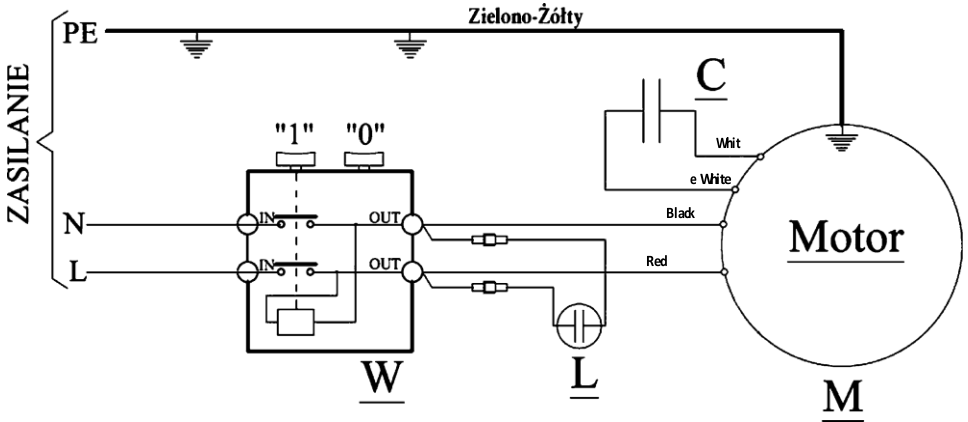 Zielono-Żółty
PE
C
ZASILANIE
"1" "0"
Whit
e White
IN OUT
Black
N
Motor
IN OUT
Red
L
W
L
M